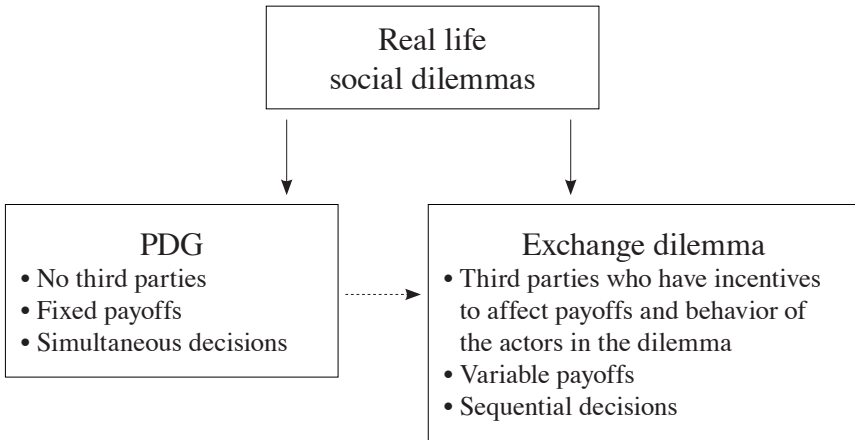 Real life
social dilemmas
PDG
• No third parties
• Fixed payoffs
• Simultaneous decisions
Exchange dilemma
• Third parties who have incentives
to affect payoffs and behavior of
the actors in the dilemma
• Variable payoffs
• Sequential decisions